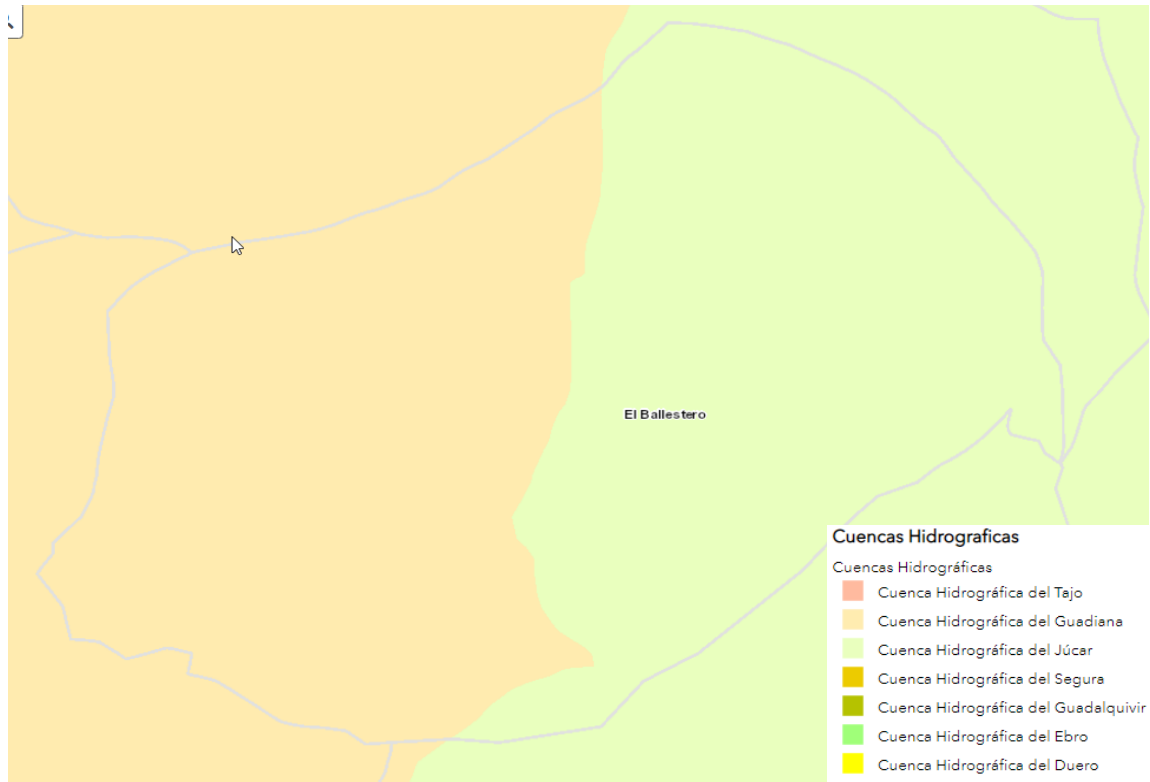 El Ballestero
Cuencas Hidrograficas
Cuencas Hidrográficas
Cuenca Hidrográfica del Tajo
Cuenca Hidrográfica del Guadiana
Cuenca Hidrográfica del Júcar
Cuenca Hidrográfica del Segura
Cuenca Hidrográfica del Guadalquivir
Cuenca Hidrográfica del Ebro
Cuenca Hidrográfica del Duero